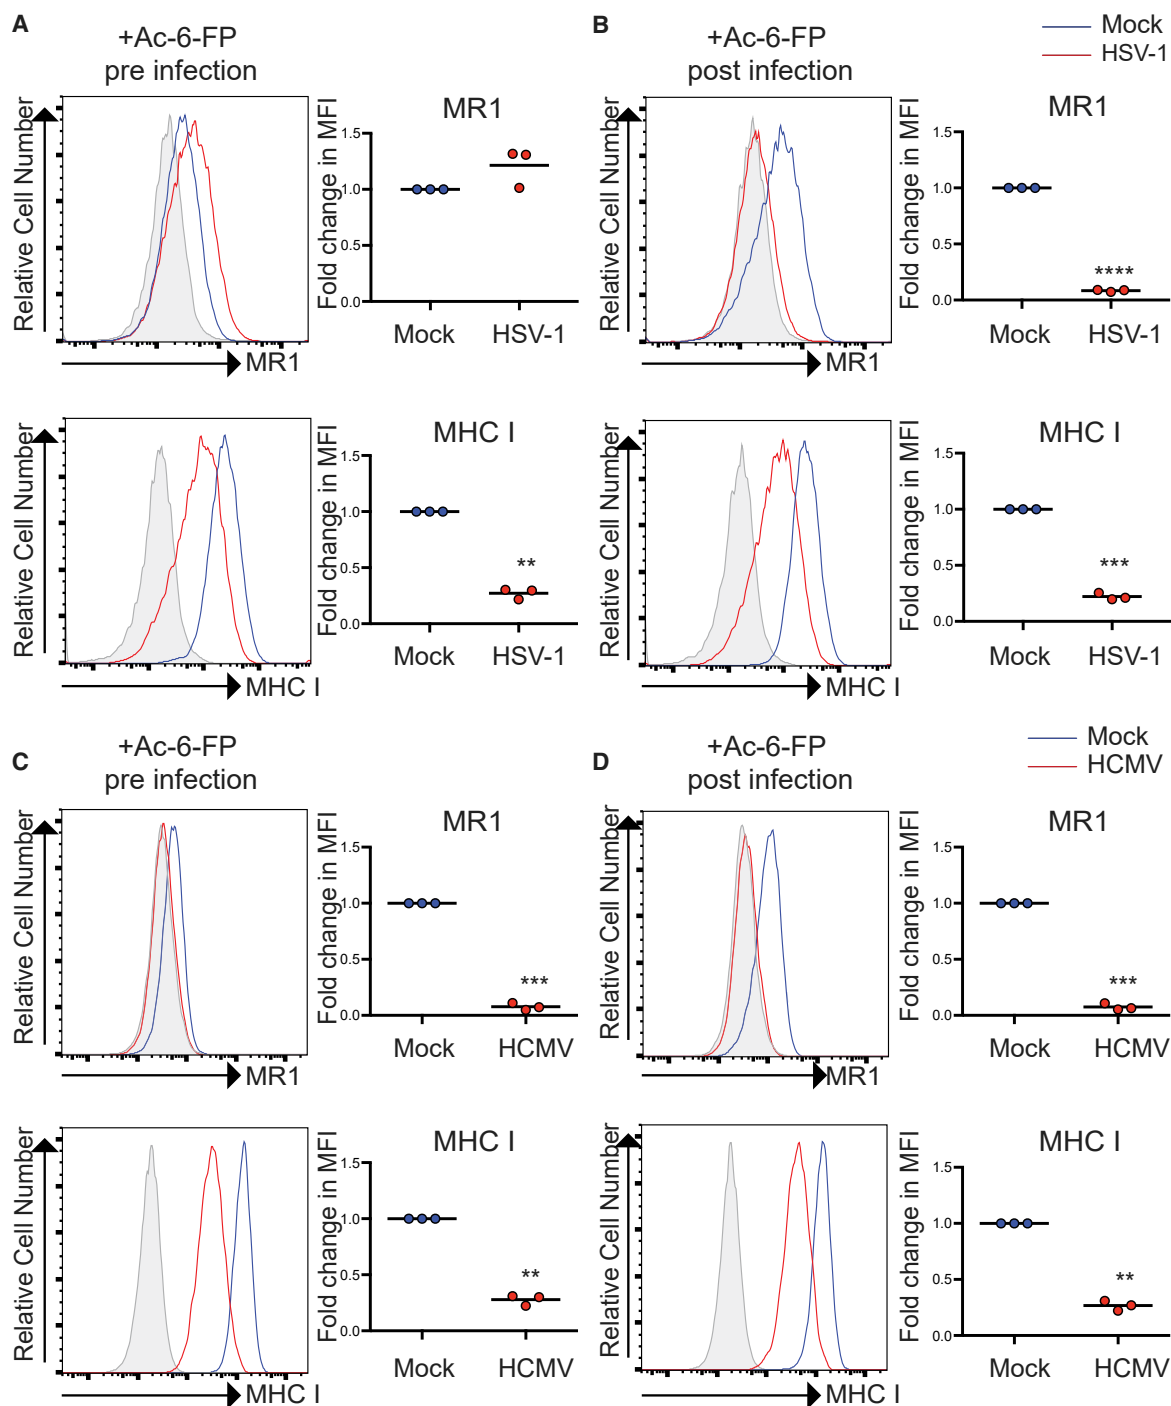 A
+Ac-6-FP
pre infection
Relative Cell Number
MR1
MR1
Fold change in MFI
1.5
1.0
0.5
0.0
Mock
HSV-1
Relative Cell Number
MHC I
MHC I
Fold change in MFI
1.5
1.0
0.5
0.0
**
Mock
HSV-1
B
+Ac-6-FP
post infection
Mock
HSV-1
Relative Cell Number
MR1
MR1
Fold change in MFI
1.5
1.0
0.5
0.0
****
Mock
HSV-1
Relative Cell Number
MHC I
MHC I
Fold change in MFI
1.5
1.0
0.5
0.0
***
Mock
HSV-1
C
+Ac-6-FP
pre infection
Relative Cell Number
MR1
MR1
Fold change in MFI
1.5
1.0
0.5
0.0
***
Mock
HCMV
Relative Cell Number
MHC I
MHC I
Fold change in MFI
1.5
1.0
0.5
0.0
**
Mock
HCMV
D
+Ac-6-FP
post infection
Mock
HCMV
Relative Cell Number
MR1
MR1
Fold change in MFI
1.5
1.0
0.5
0.0
***
Mock
HCMV
Relative Cell Number
MHC I
MHC I
Fold change in MFI
1.5
1.0
0.5
0.0
**
Mock
HCMV